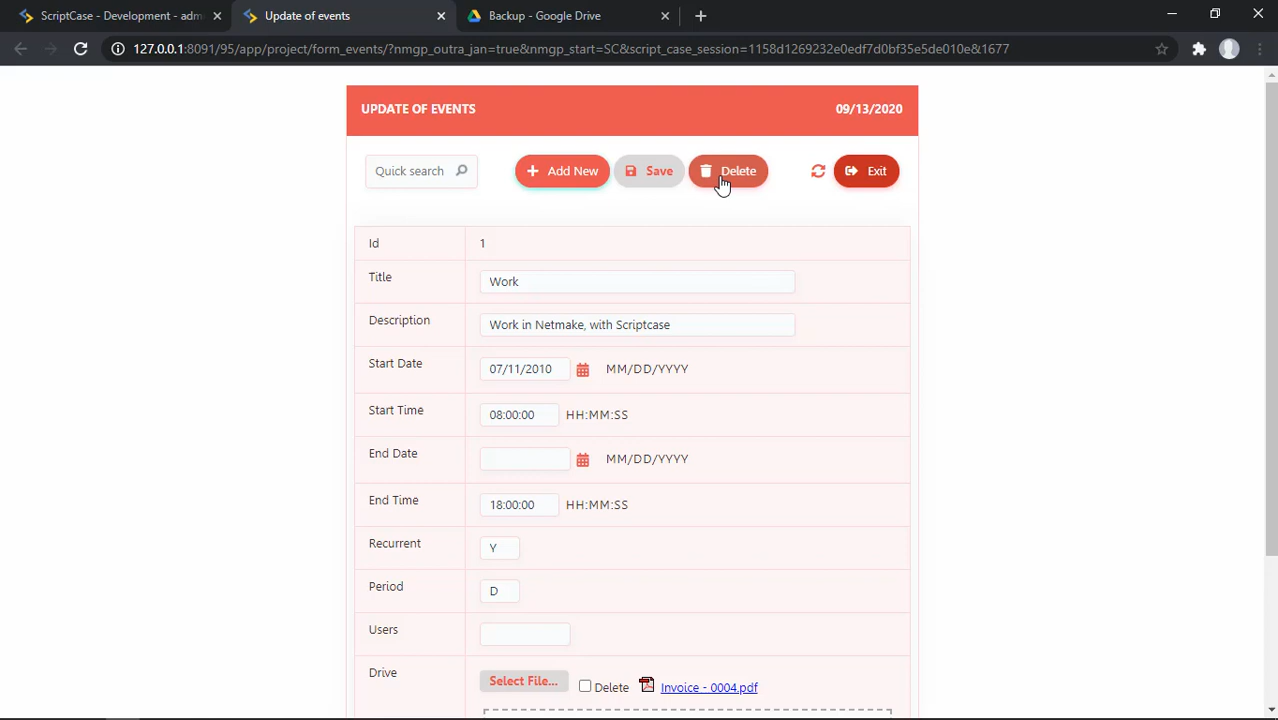 ScriptCase - Development - adm
Update of events
Backup - Google Drive
127.0.0.1:8091/95/app/project/form_events/?nmgp_outra_jan=true&nmgp_start=SC&script_case_session=1158d1269232e0edf7d0bf35e5de010e&1677
UPDATE OF EVENTS 09/13/2020
Quick search Add New Save Delete Exit
Id 1
Title Work
Description Work in Netmake, with Scriptcase
Start Date 07/11/2010 MM/DD/YYYY
Start Time 08:00:00 HH:MM:SS
End Date MM/DD/YYYY
End Time 18:00:00 HH:MM:SS
Recurrent Y
Period D
Users
Drive Select File... Delete Invoice - 0004.pdf